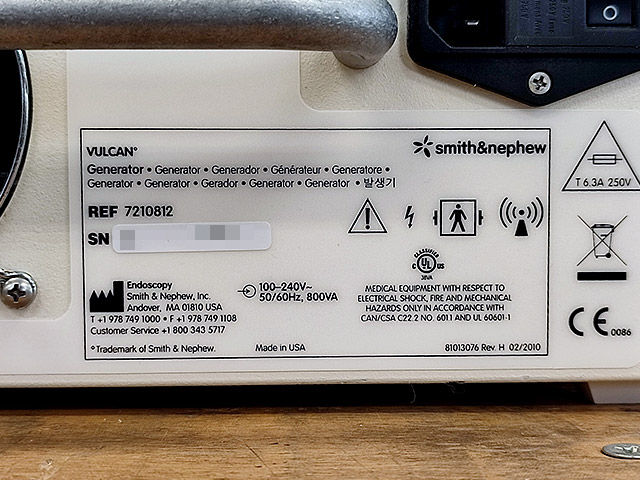 VULCAN°
smith&nephew
Generator • Generator • Generador • Générateur • Generatore •
Generator • Generator • Gerador • Generator • Generator • 발생기
REF 7210812
SN
T 6.3A 250V
CLASSIFIED
UL
C US
Endoscopy
Smith & Nephew, Inc.
Andover, MA 01810 USA
T +1 978 749 1000 • F +1 978 749 1108
Customer Service +1 800 343 5717
100-240V~
50/60Hz, 800VA
MEDICAL EQUIPMENT WITH RESPECT TO
ELECTRICAL SHOCK, FIRE AND MECHANICAL
HAZARDS ONLY IN ACCORDANCE WITH
CAN/CSA C22.2 NO. 6011 AND UL 60601-1
CE 0086
°Trademark of Smith & Nephew.
Made in USA
81013076 Rev. H 02/2010